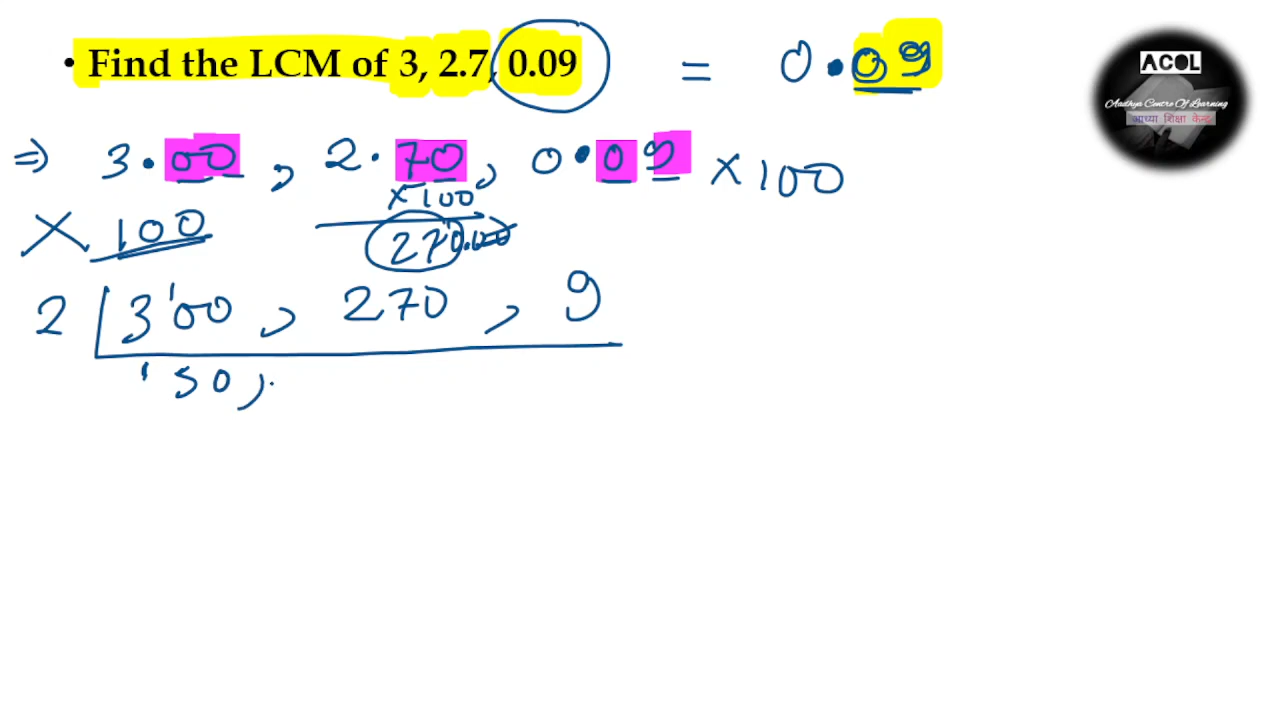 • Find the LCM of 3, 2.7, 0.09 = 0.09
ACOL
Aadhya Centre Of Learning
आध्या शिक्षा केन्द्र
⇒ 3.00, 2.70, 0.09 × 100
× 100
× 100
270.00
2 300, 270, 9
150,